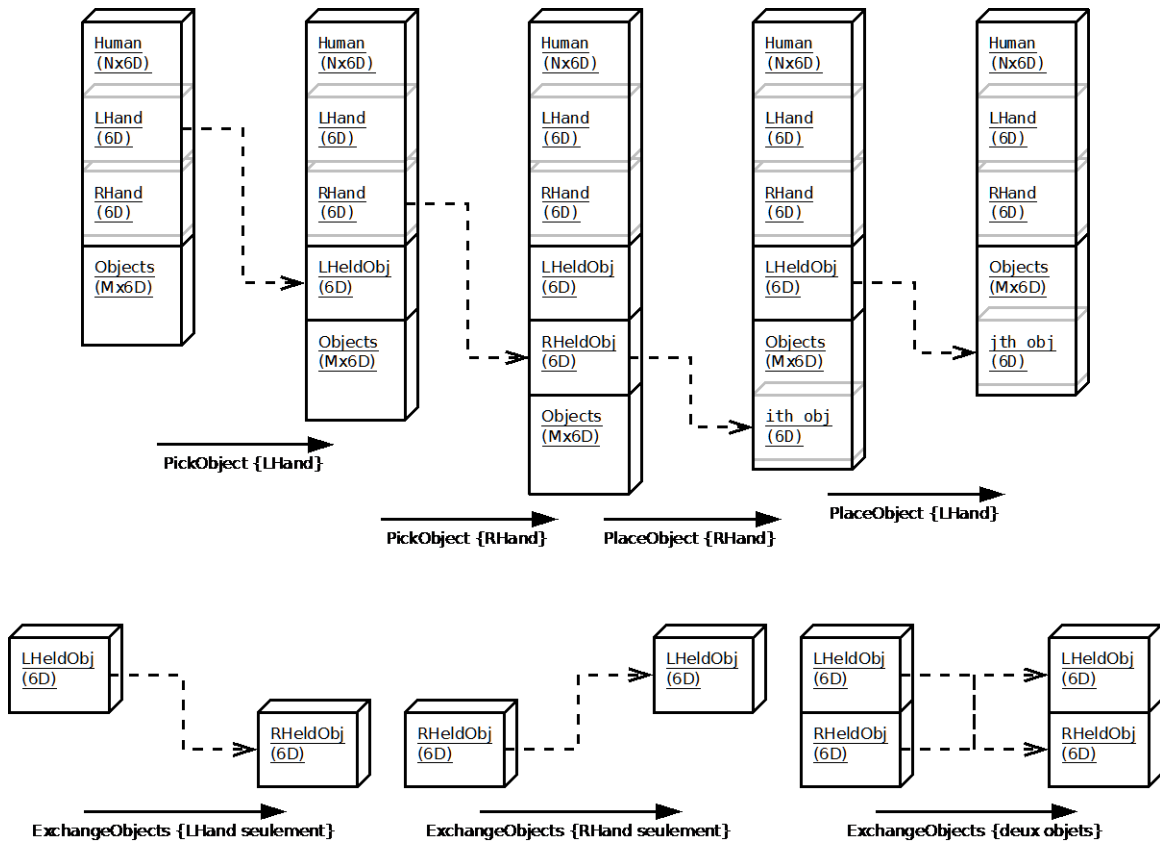 Human
(Nx6D)
LHand
(6D)
RHand
(6D)
Objects
(Mx6D)
Human
(Nx6D)
LHand
(6D)
RHand
(6D)
LHeldObj
(6D)
Objects
(Mx6D)
Human
(Nx6D)
LHand
(6D)
RHand
(6D)
LHeldObj
(6D)
RHeldObj
(6D)
Objects
(Mx6D)
Human
(Nx6D)
LHand
(6D)
RHand
(6D)
LHeldObj
(6D)
Objects
(Mx6D)
ith obj
(6D)
Human
(Nx6D)
LHand
(6D)
RHand
(6D)
Objects
(Mx6D)
jth obj
(6D)
PickObject {LHand}
PickObject {RHand}
PlaceObject {RHand}
PlaceObject {LHand}
LHeldObj
(6D)
RHeldObj
(6D)
ExchangeObjects {LHand seulement}
RHeldObj
(6D)
LHeldObj
(6D)
ExchangeObjects {RHand seulement}
LHeldObj
(6D)
RHeldObj
(6D)
LHeldObj
(6D)
RHeldObj
(6D)
ExchangeObjects {deux objets}